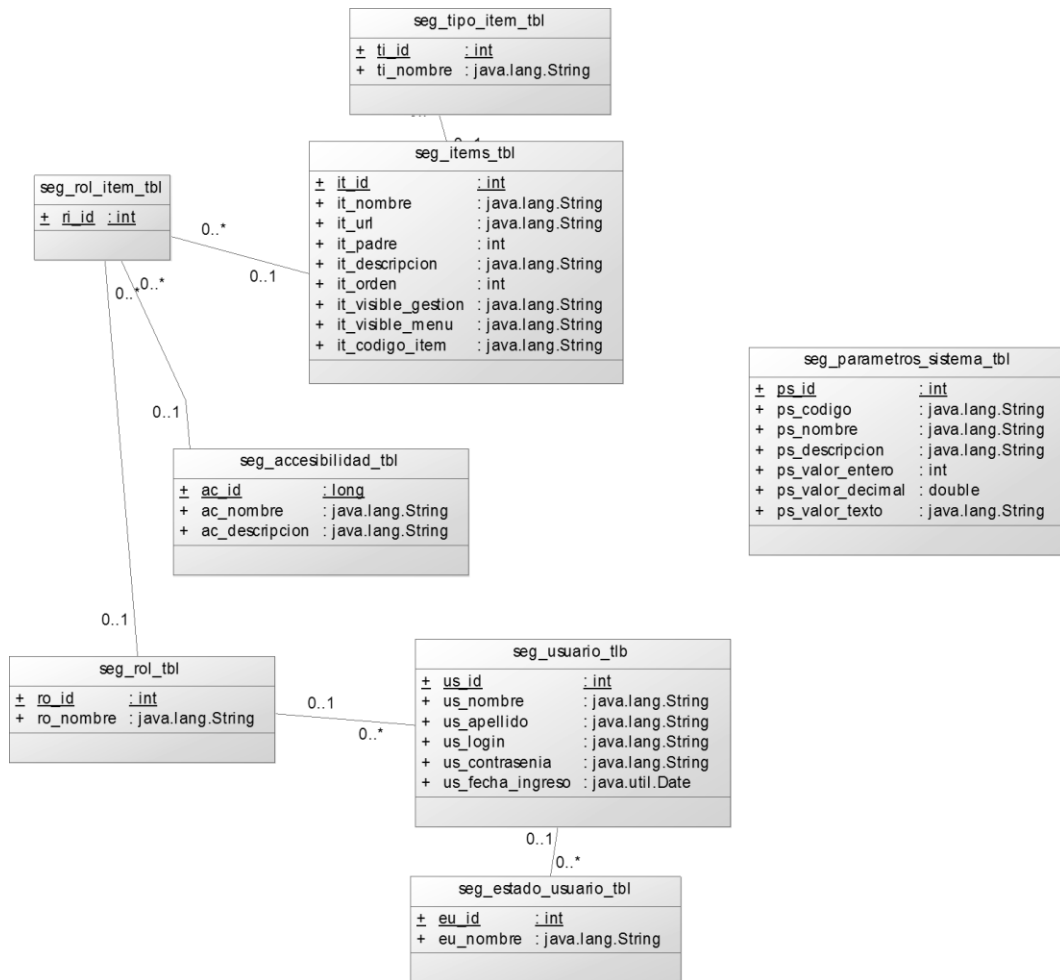 seg_tipo_item_tbl
+ ti_id : int
+ ti_nombre : java.lang.String
seg_items_tbl
+ it_id : int
+ it_nombre : java.lang.String
+ it_url : java.lang.String
+ it_padre : int
+ it_descripcion : java.lang.String
+ it_orden : int
+ it_visible_gestion : java.lang.String
+ it_visible_menu : java.lang.String
+ it_codigo_item : java.lang.String
seg_rol_item_tbl
+ ri_id : int
0..*
0..1
0..*
0..*
0..1
seg_parametros_sistema_tbl
+ ps_id : int
+ ps_codigo : java.lang.String
+ ps_nombre : java.lang.String
+ ps_descripcion : java.lang.String
+ ps_valor_entero : int
+ ps_valor_decimal : double
+ ps_valor_texto : java.lang.String
seg_accesibilidad_tbl
+ ac_id : long
+ ac_nombre : java.lang.String
+ ac_descripcion : java.lang.String
0..1
seg_rol_tbl
+ ro_id : int
+ ro_nombre : java.lang.String
0..1
0..*
seg_usuario_tlb
+ us_id : int
+ us_nombre : java.lang.String
+ us_apellido : java.lang.String
+ us_login : java.lang.String
+ us_contrasenia : java.lang.String
+ us_fecha_ingreso : java.util.Date
0..1
0..*
seg_estado_usuario_tbl
+ eu_id : int
+ eu_nombre : java.lang.String